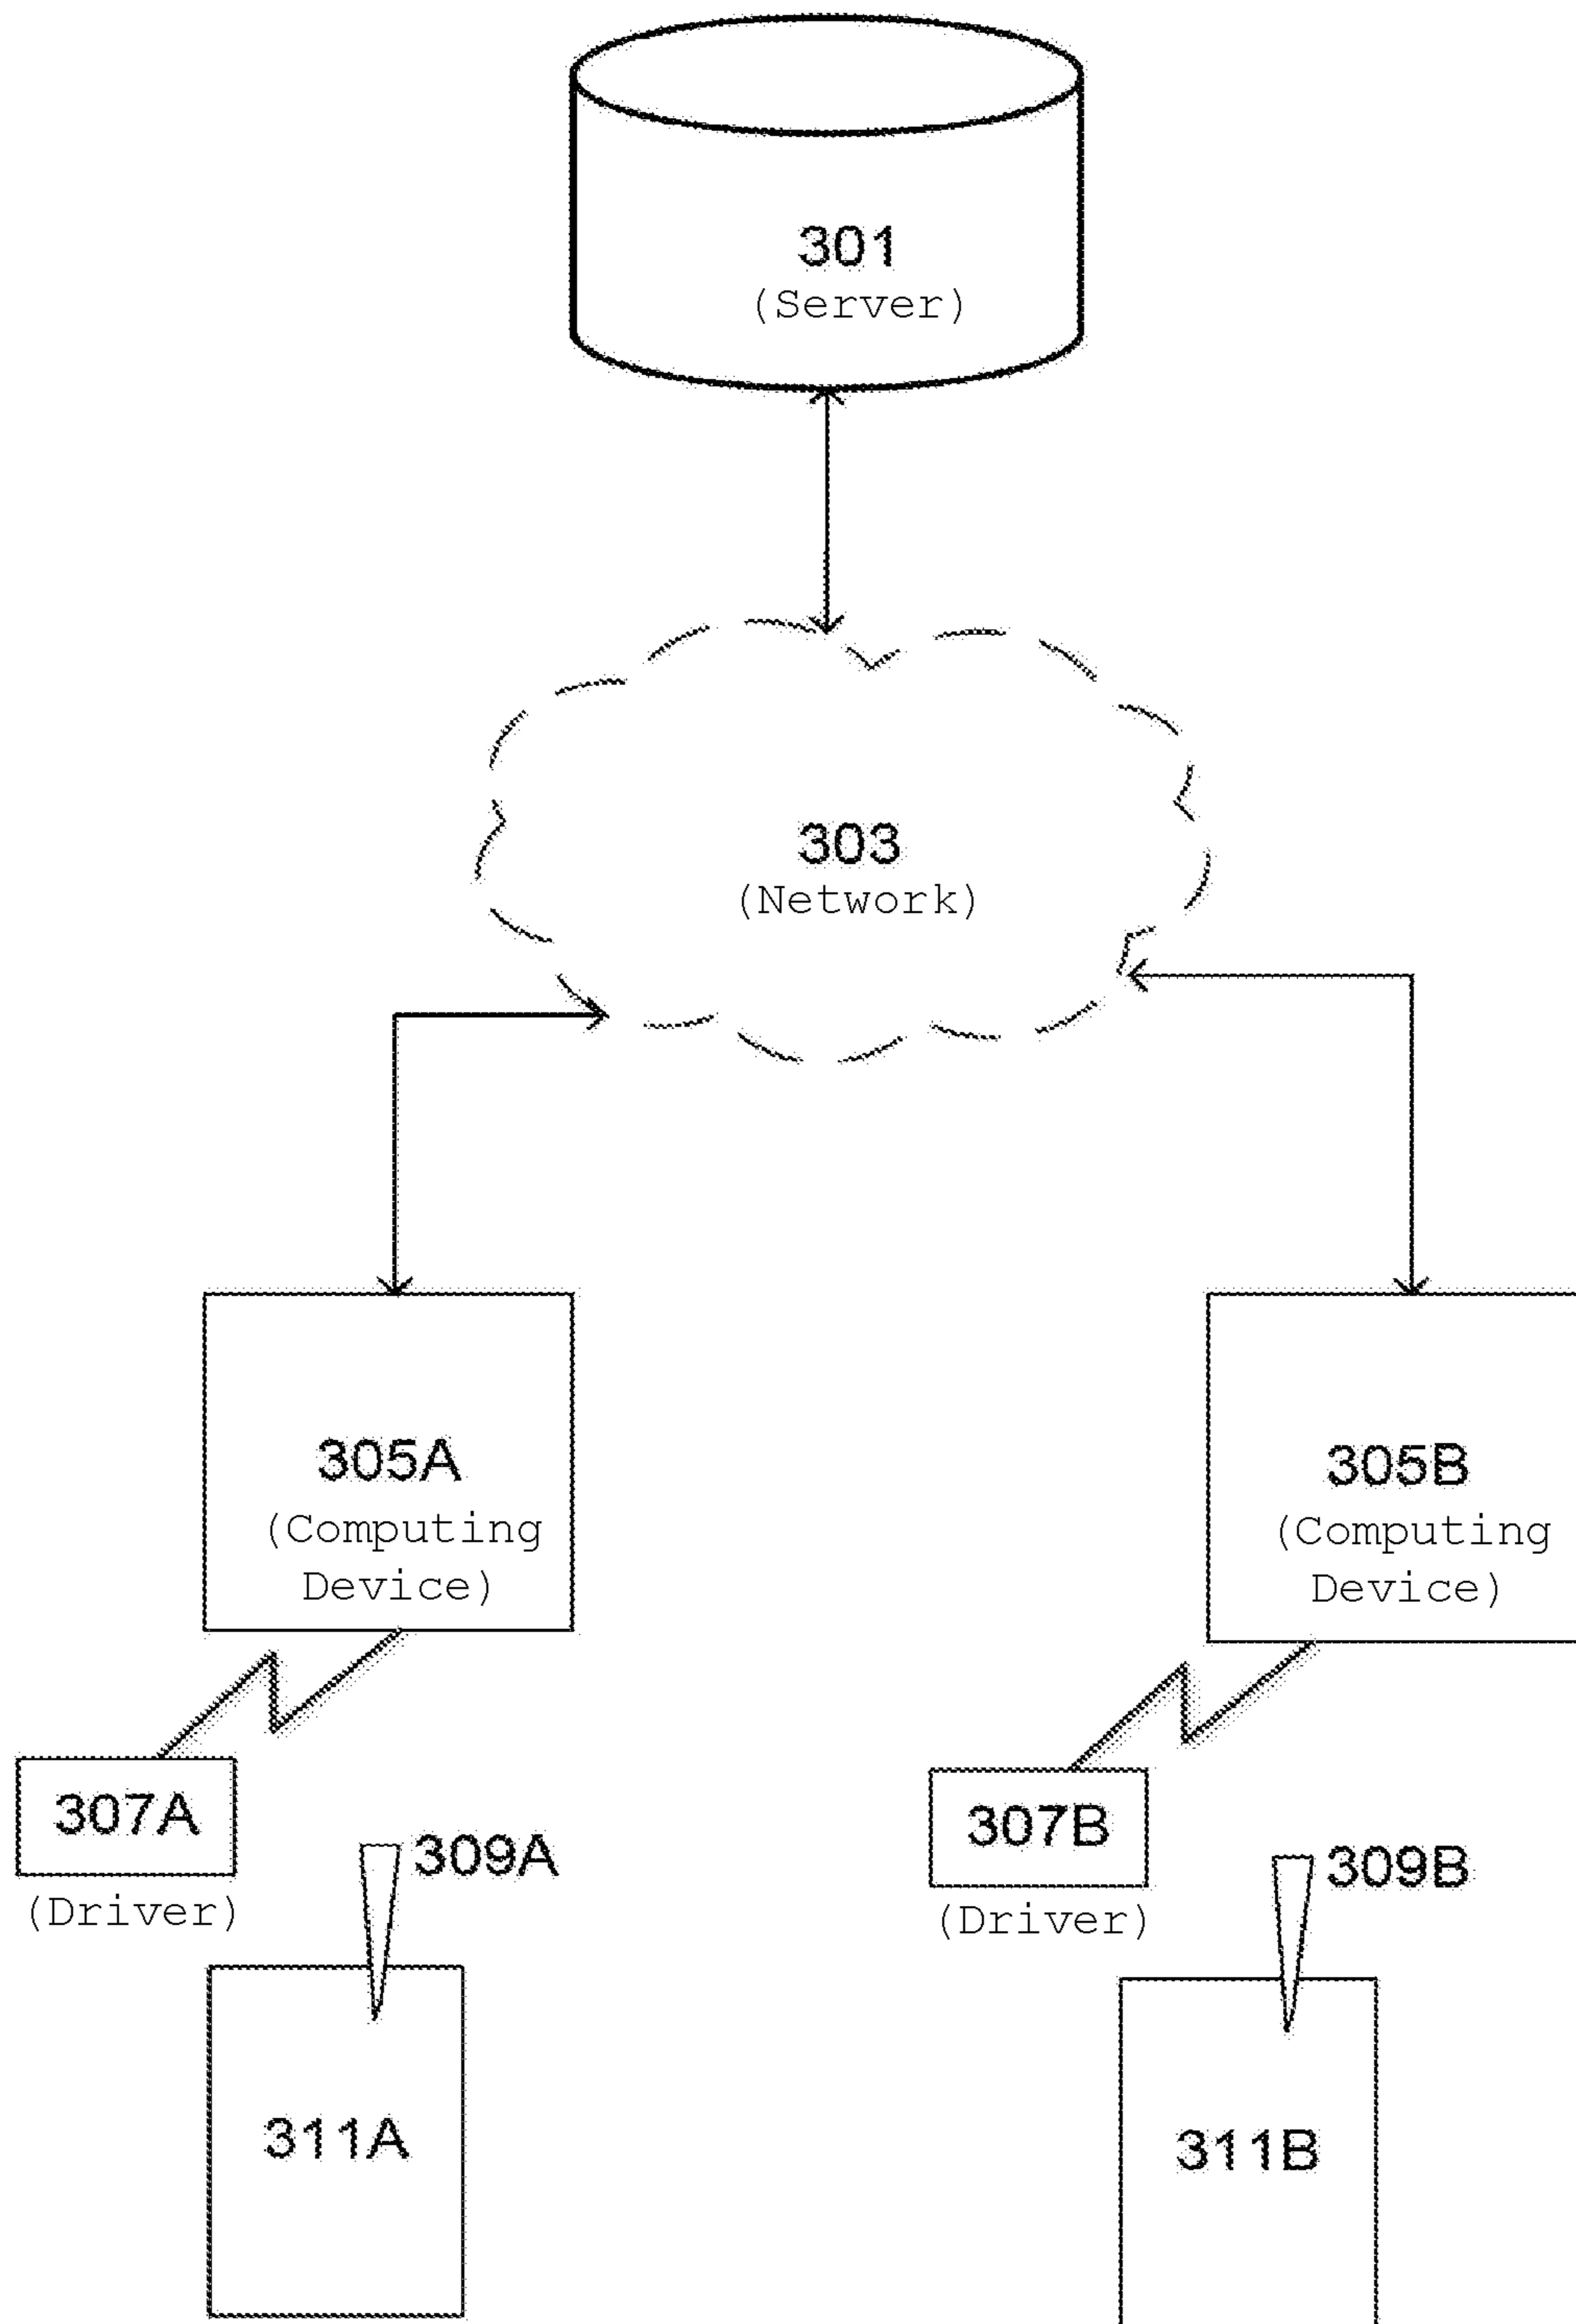 301
(Server)
303
(Network)
305A
(Computing
Device)
305B
(Computing
Device)
307A
(Driver)
309A
311A
307B
(Driver)
309B
311B